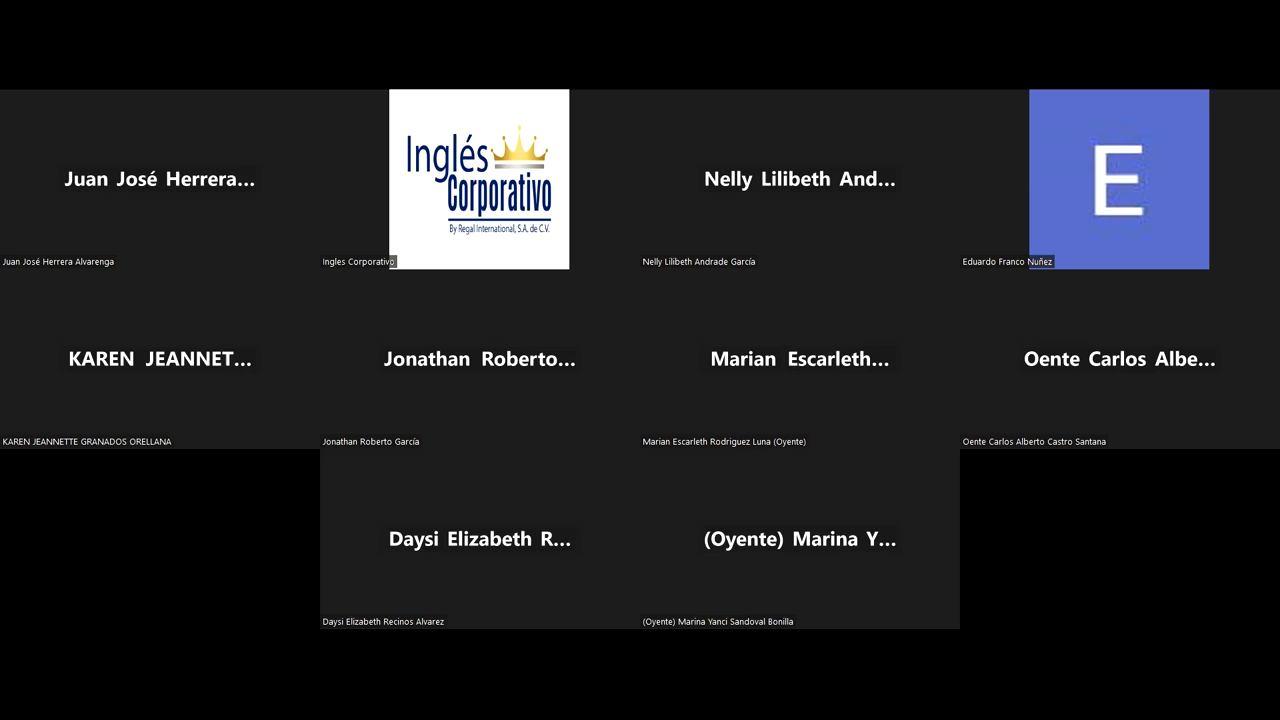 Juan José Herrera...
Juan José Herrera Alvarenga
Inglés
Corporativo
By Regal International, S.A. de C.V.
Ingles Corporativo
Nelly Lilibeth And...
Nelly Lilibeth Andrade García
E
Eduardo Franco Nuñez
KAREN JEANNET...
KAREN JEANNETTE GRANADOS ORELLANA
Jonathan Roberto...
Jonathan Roberto García
Marian Escarleth...
Marian Escarleth Rodriguez Luna (Oyente)
Oente Carlos Albe...
Oente Carlos Alberto Castro Santana
Daysi Elizabeth R...
Daysi Elizabeth Recinos Alvarez
(Oyente) Marina Y...
(Oyente) Marina Yanci Sandoval Bonilla